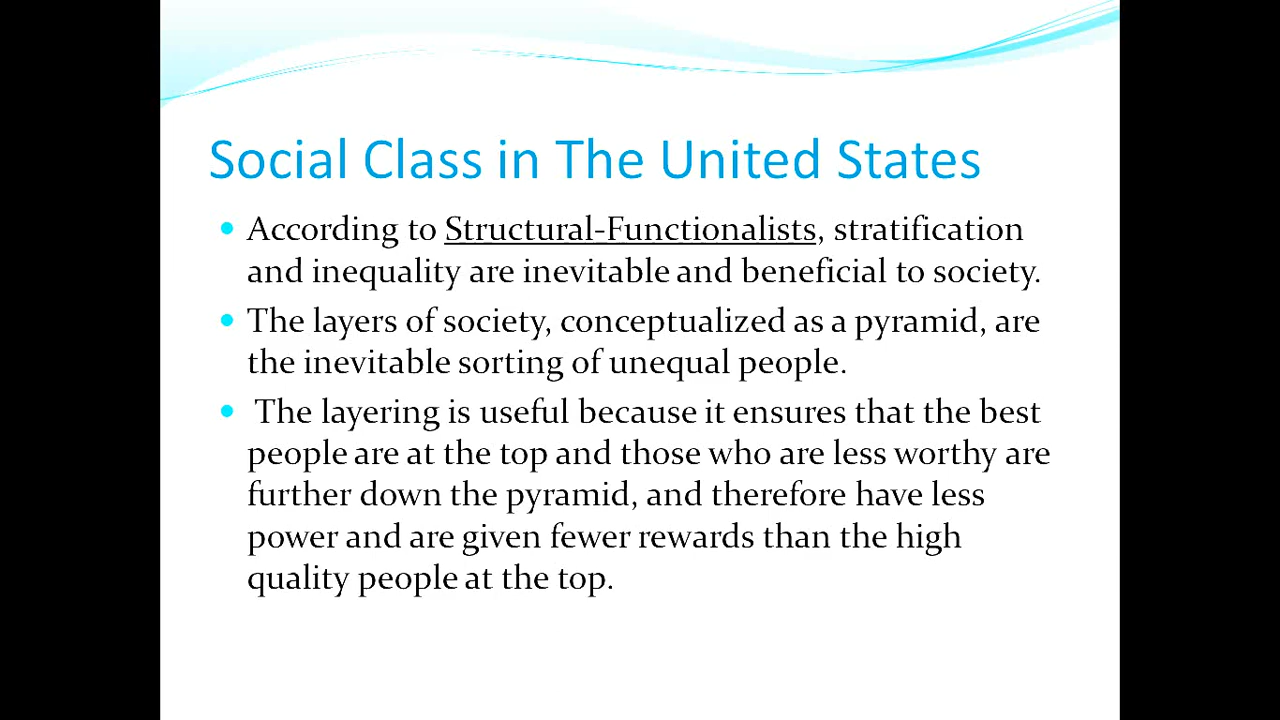 Social Class in The United States
• According to Structural-Functionalists, stratification
and inequality are inevitable and beneficial to society.
• The layers of society, conceptualized as a pyramid, are
the inevitable sorting of unequal people.
• The layering is useful because it ensures that the best
people are at the top and those who are less worthy are
further down the pyramid, and therefore have less
power and are given fewer rewards than the high
quality people at the top.